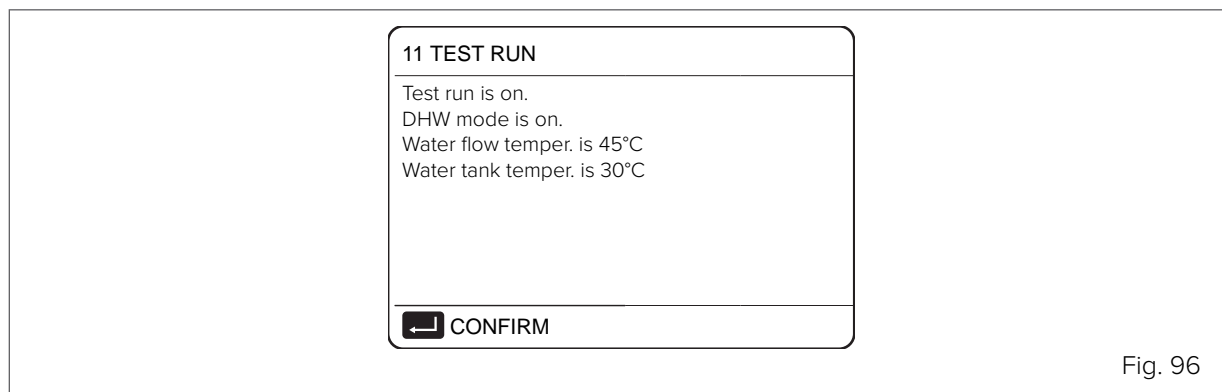 11 TEST RUN
Test run is on.
DHW mode is on.
Water flow temper. is 45°C
Water tank temper. is 30°C
CONFIRM
Fig. 96